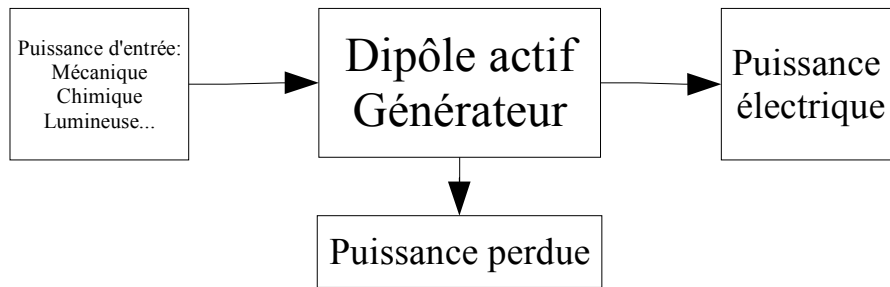 Puissance d'entrée:
Mécanique
Chimique
Lumineuse...
Dipôle actif
Générateur
Puissance
électrique
Puissance perdue